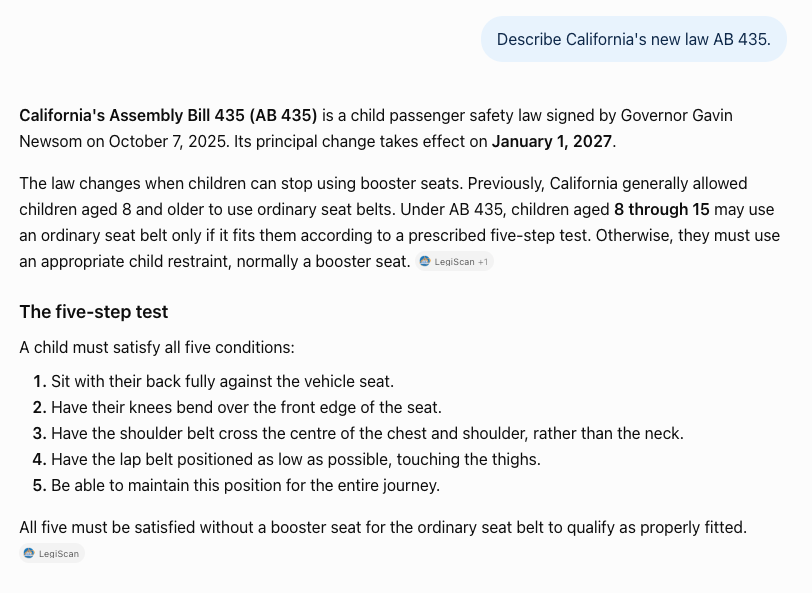 Describe California's new law AB 435.
California's Assembly Bill 435 (AB 435) is a child passenger safety law signed by Governor Gavin
Newsom on October 7, 2025. Its principal change takes effect on January 1, 2027.
The law changes when children can stop using booster seats. Previously, California generally allowed
children aged 8 and older to use ordinary seat belts. Under AB 435, children aged 8 through 15 may use
an ordinary seat belt only if it fits them according to a prescribed five-step test. Otherwise, they must use
an appropriate child restraint, normally a booster seat. LegiScan +1
The five-step test
A child must satisfy all five conditions:
1. Sit with their back fully against the vehicle seat.
2. Have their knees bend over the front edge of the seat.
3. Have the shoulder belt cross the centre of the chest and shoulder, rather than the neck.
4. Have the lap belt positioned as low as possible, touching the thighs.
5. Be able to maintain this position for the entire journey.
All five must be satisfied without a booster seat for the ordinary seat belt to qualify as properly fitted.
LegiScan